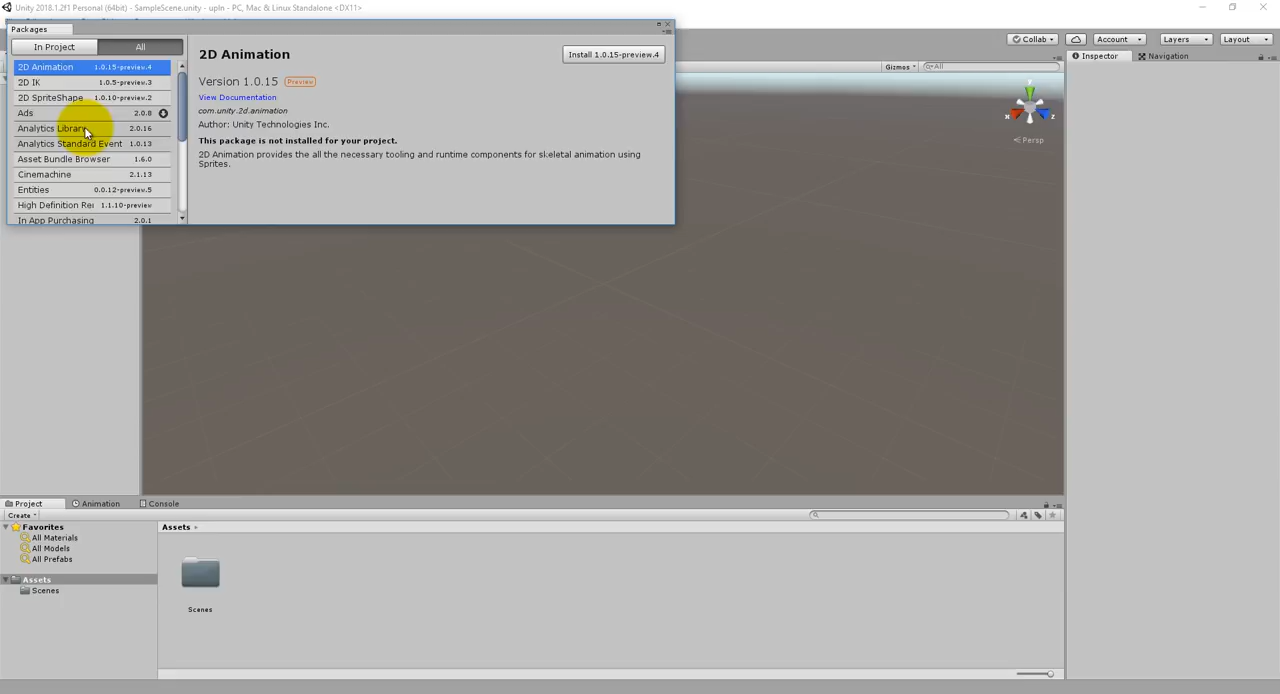 Unity 2018.1.2f1 Personal (64bit) - SampleScene.unity - upIn - PC, Mac & Linux Standalone <DX11>
Packages
In Project All
2D Animation 1.0.15-preview.4
2D IK 1.0.5-preview.3
2D SpriteShape 1.0.10-preview.2
Ads 2.0.8
Analytics Library 2.0.16
Analytics Standard Event 1.0.13
Asset Bundle Browser 1.6.0
Cinemachine 2.1.13
Entities 0.0.12-preview.5
High Definition Rei 1.1.10-preview
In App Purchasing 2.0.1
2D Animation
Install 1.0.15-preview.4
Version 1.0.15 Preview
View Documentation
com.unity.2d.animation
Author: Unity Technologies Inc.
This package is not installed for your project.
2D Animation provides the all the necessary tooling and runtime components for skeletal animation using
Sprites.
Collab Account Layers Layout
Gizmos All
Inspector Navigation
y
x z
Persp
Project Animation Console
Create
Favorites
All Materials
All Models
All Prefabs
Assets
Scenes
Assets
Scenes